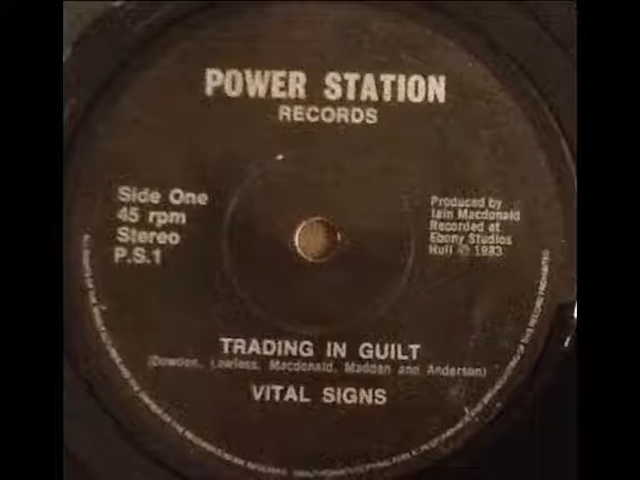 POWER STATION
RECORDS
Side One
45 rpm
Stereo
P.S.1
Produced by
Iain Macdonald
Recorded at
Ebony Studios
Hull © 1983
TRADING IN GUILT
(Dowden, Lawless, Macdonald, Maddan and Anderson)
VITAL SIGNS